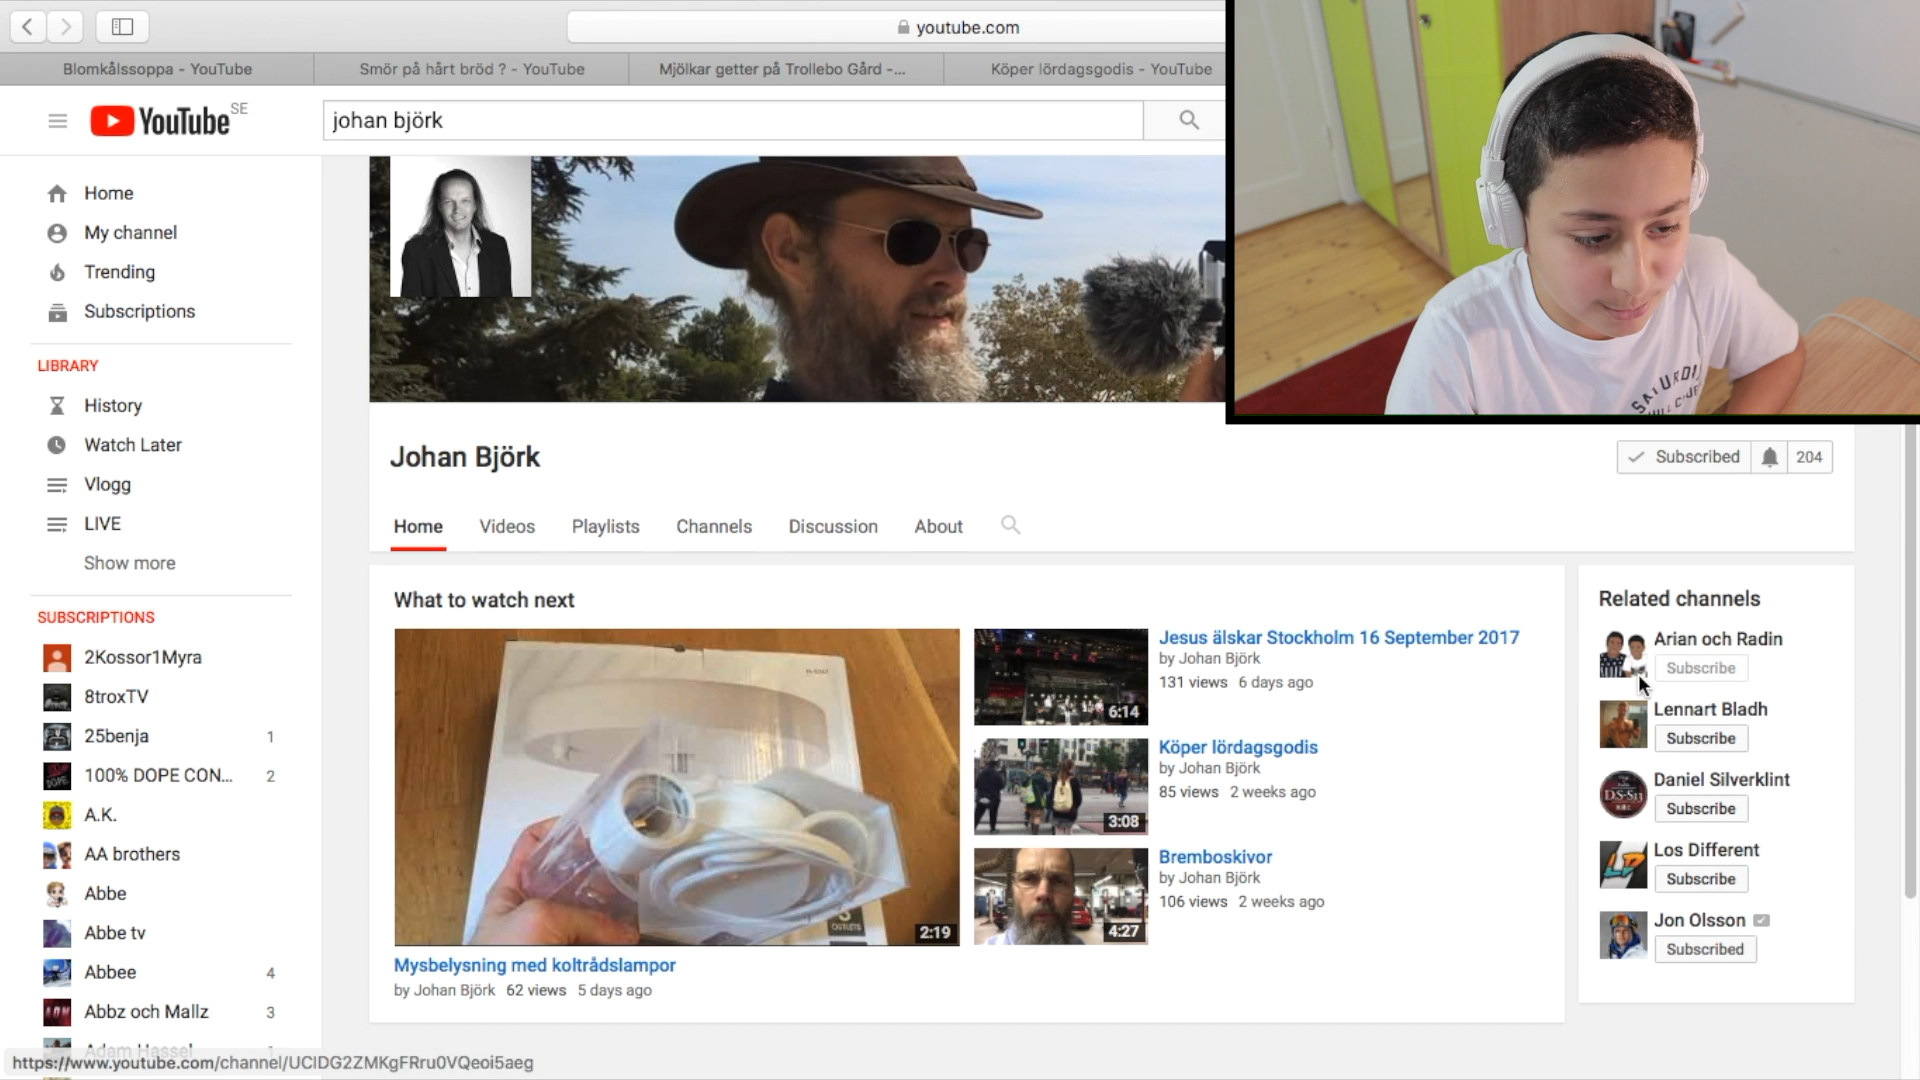 youtube.com
Blomkålssoppa - YouTube
Smör på hårt bröd ? - YouTube
Mjölkar getter på Trollebo Gård -...
Köper lördagsgodis - YouTube
YouTube SE
johan björk
Home
My channel
Trending
Subscriptions
LIBRARY
History
Watch Later
Vlogg
LIVE
Show more
SUBSCRIPTIONS
2Kossor1Myra
8troxTV
25benja 1
100% DOPE CON... 2
A.K.
AA brothers
Abbe
Abbe tv
Abbee 4
Abbz och Mallz 3
Adam Hassel 1
https://www.youtube.com/channel/UCIDG2ZMKgFRru0VQeoi5aeg
Johan Björk
Subscribed 204
Home Videos Playlists Channels Discussion About
What to watch next
2:19
Mysbelysning med koltrådslampor
by Johan Björk 62 views 5 days ago
6:14
Jesus älskar Stockholm 16 September 2017
by Johan Björk
131 views 6 days ago
3:08
Köper lördagsgodis
by Johan Björk
85 views 2 weeks ago
4:27
Bremboskivor
by Johan Björk
106 views 2 weeks ago
Related channels
Arian och Radin
Subscribe
Lennart Bladh
Subscribe
Daniel Silverklint
Subscribe
Los Different
Subscribe
Jon Olsson
Subscribed